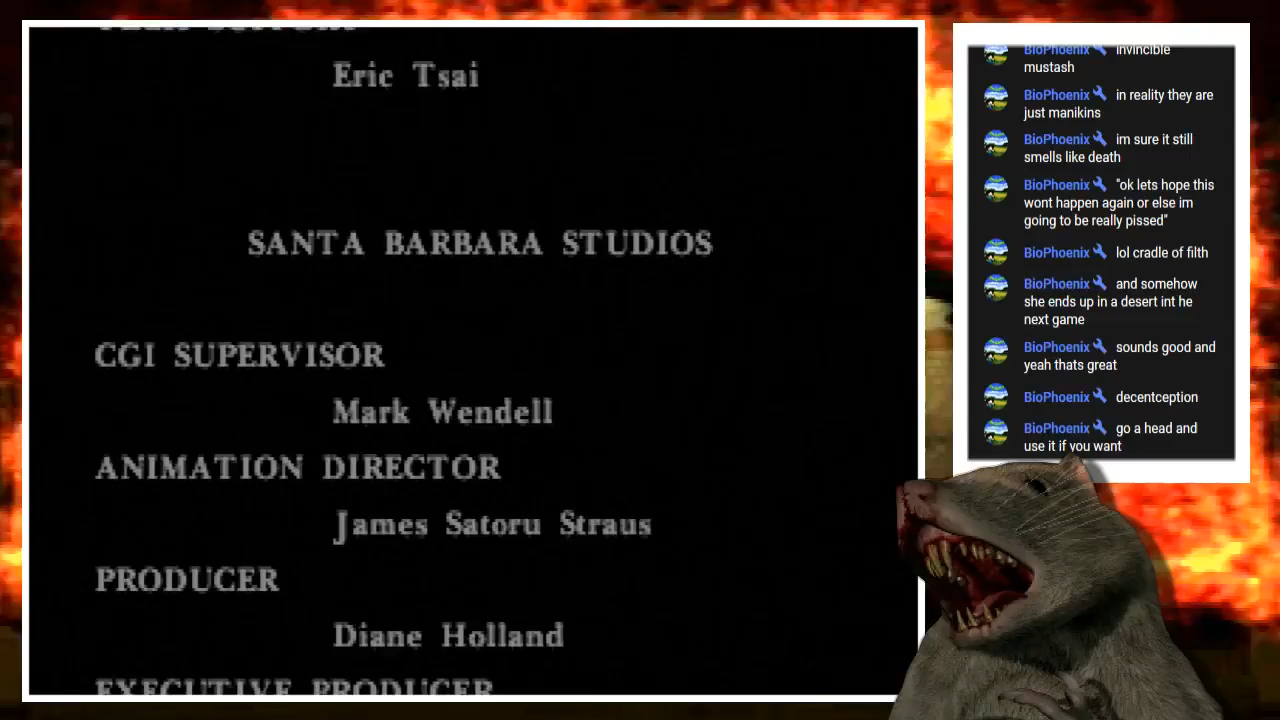 Eric Tsai
SANTA BARBARA STUDIOS
CGI SUPERVISOR
Mark Wendell
ANIMATION DIRECTOR
James Satoru Straus
PRODUCER
Diane Holland
EXECUTIVE PRODUCER
BioPhoenix invincible
mustash
BioPhoenix in reality they are
just manikins
BioPhoenix im sure it still
smells like death
BioPhoenix "ok lets hope this
wont happen again or else im
going to be really pissed"
BioPhoenix lol cradle of filth
BioPhoenix and somehow
she ends up in a desert int he
next game
BioPhoenix sounds good and
yeah thats great
BioPhoenix decentception
BioPhoenix go a head and
use it if you want